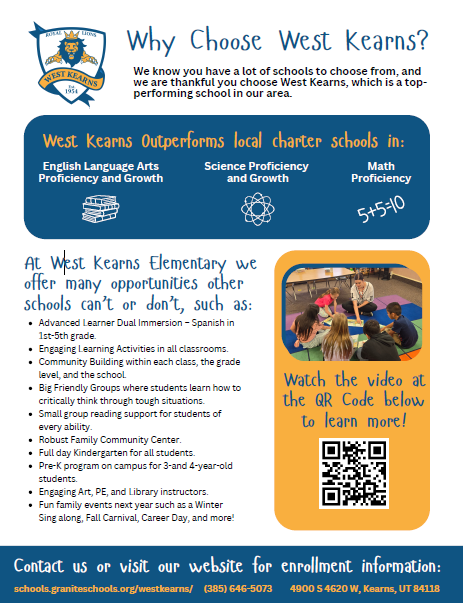 ROYAL LIONS
WEST KEARNS
Est.
1954
Why Choose West Kearns?
We know you have a lot of schools to choose from, and
we are thankful you choose West Kearns, which is a top-
performing school in our area.
West Kearns Outperforms local charter schools in:
English Language Arts
Proficiency and Growth
Science Proficiency
and Growth
Math
Proficiency
5+5=10
At West Kearns Elementary we
offer many opportunities other
schools can't or don't, such as:
• Advanced Learner Dual Immersion – Spanish in
1st-5th grade.
• Engaging Learning Activities in all classrooms.
• Community Building within each class, the grade
level, and the school.
• Big Friendly Groups where students learn how to
critically think through tough situations.
• Small group reading support for students of
every ability.
• Robust Family Community Center.
• Full day Kindergarten for all students.
• Pre-K program on campus for 3-and 4-year-old
students.
• Engaging Art, PE, and Library instructors.
• Fun family events next year such as a Winter
Sing along, Fall Carnival, Career Day, and more!
Watch the video at
the QR Code below
to learn more!
Contact us or visit our website for enrollment information:
schools.graniteschools.org/westkearns/ (385) 646-5073 4900 S 4620 W, Kearns, UT 84118